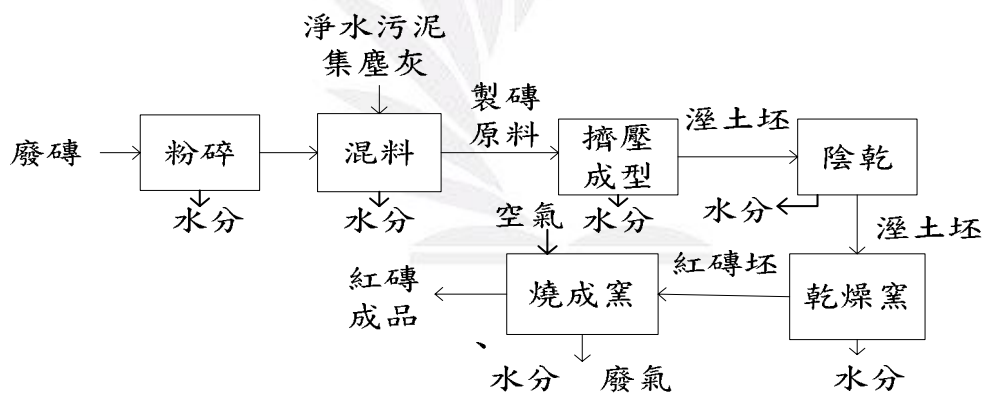 淨水污泥
集塵灰
廢磚
粉碎
混料
製磚
原料
擠壓
成型
溼土坯
陰乾
水分
水分
水分
水分
溼土坯
空氣
紅磚
成品
燒成窯
紅磚坯
乾燥窯
、
水分
廢氣
水分